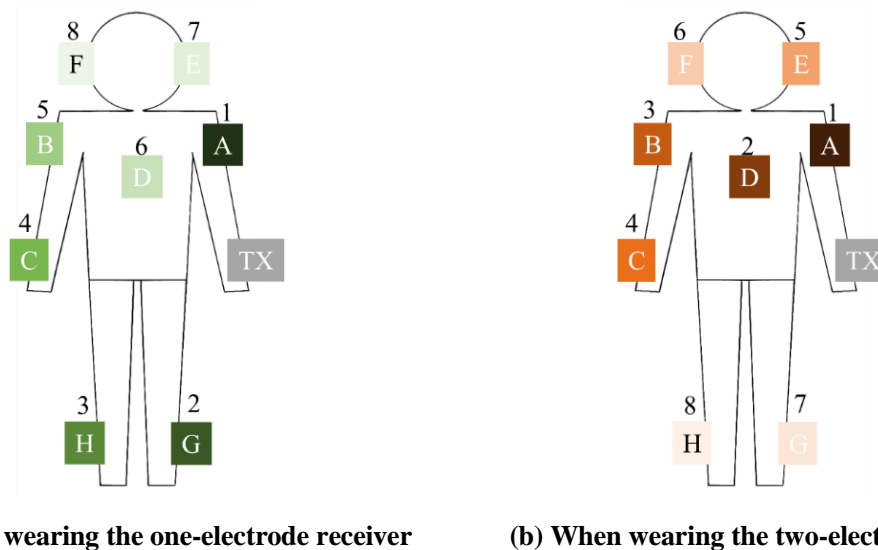 8 7
F E
5 1
B 6 A
D
4
C TX
3 2
H G
wearing the one-electrode receiver
6 5
F E
3 1
B 2 A
D
4
C TX
8 7
H G
(b) When wearing the two-elect